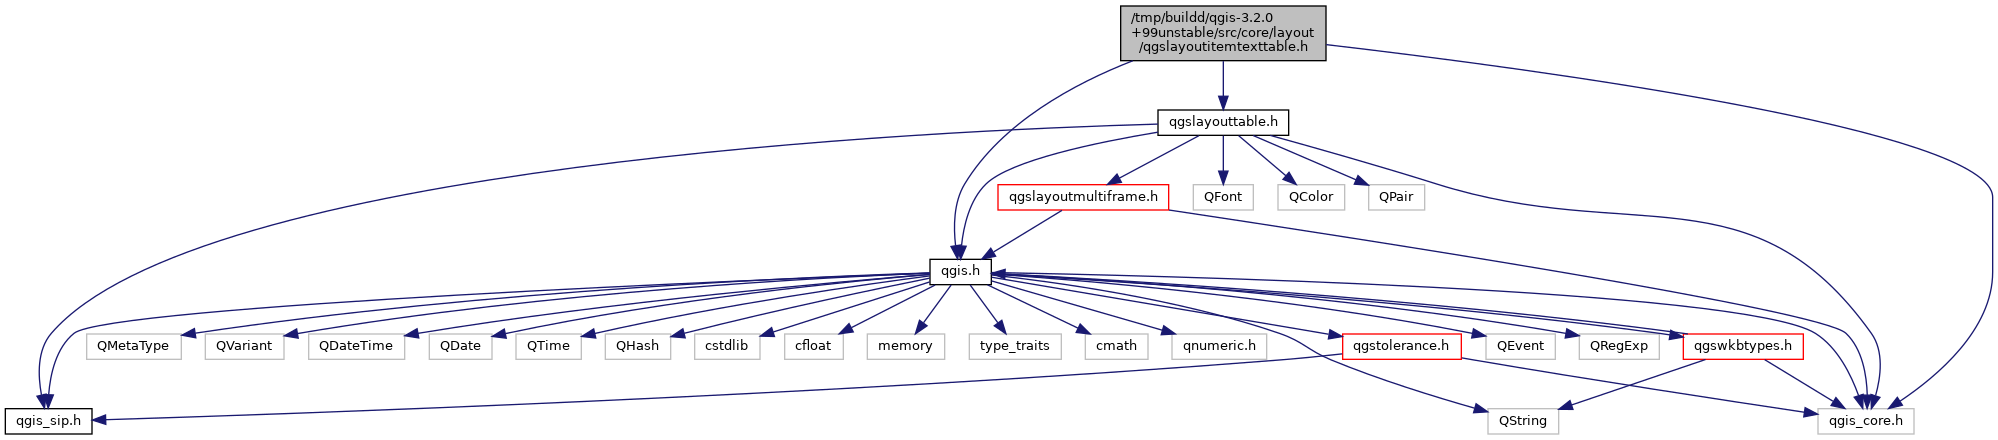 /tmp/buildd/qgis-3.2.0
+99unstable/src/core/layout
/qgslayoutitemtexttable.h
qgslayouttable.h
qgslayoutmultiframe.h
QFont
QColor
QPair
qgis.h
QMetaType
QVariant
QDateTime
QDate
QTime
QHash
cstdlib
cfloat
memory
type_traits
cmath
qnumeric.h
qgstolerance.h
QEvent
QRegExp
qgswkbtypes.h
qgis_sip.h
QString
qgis_core.h